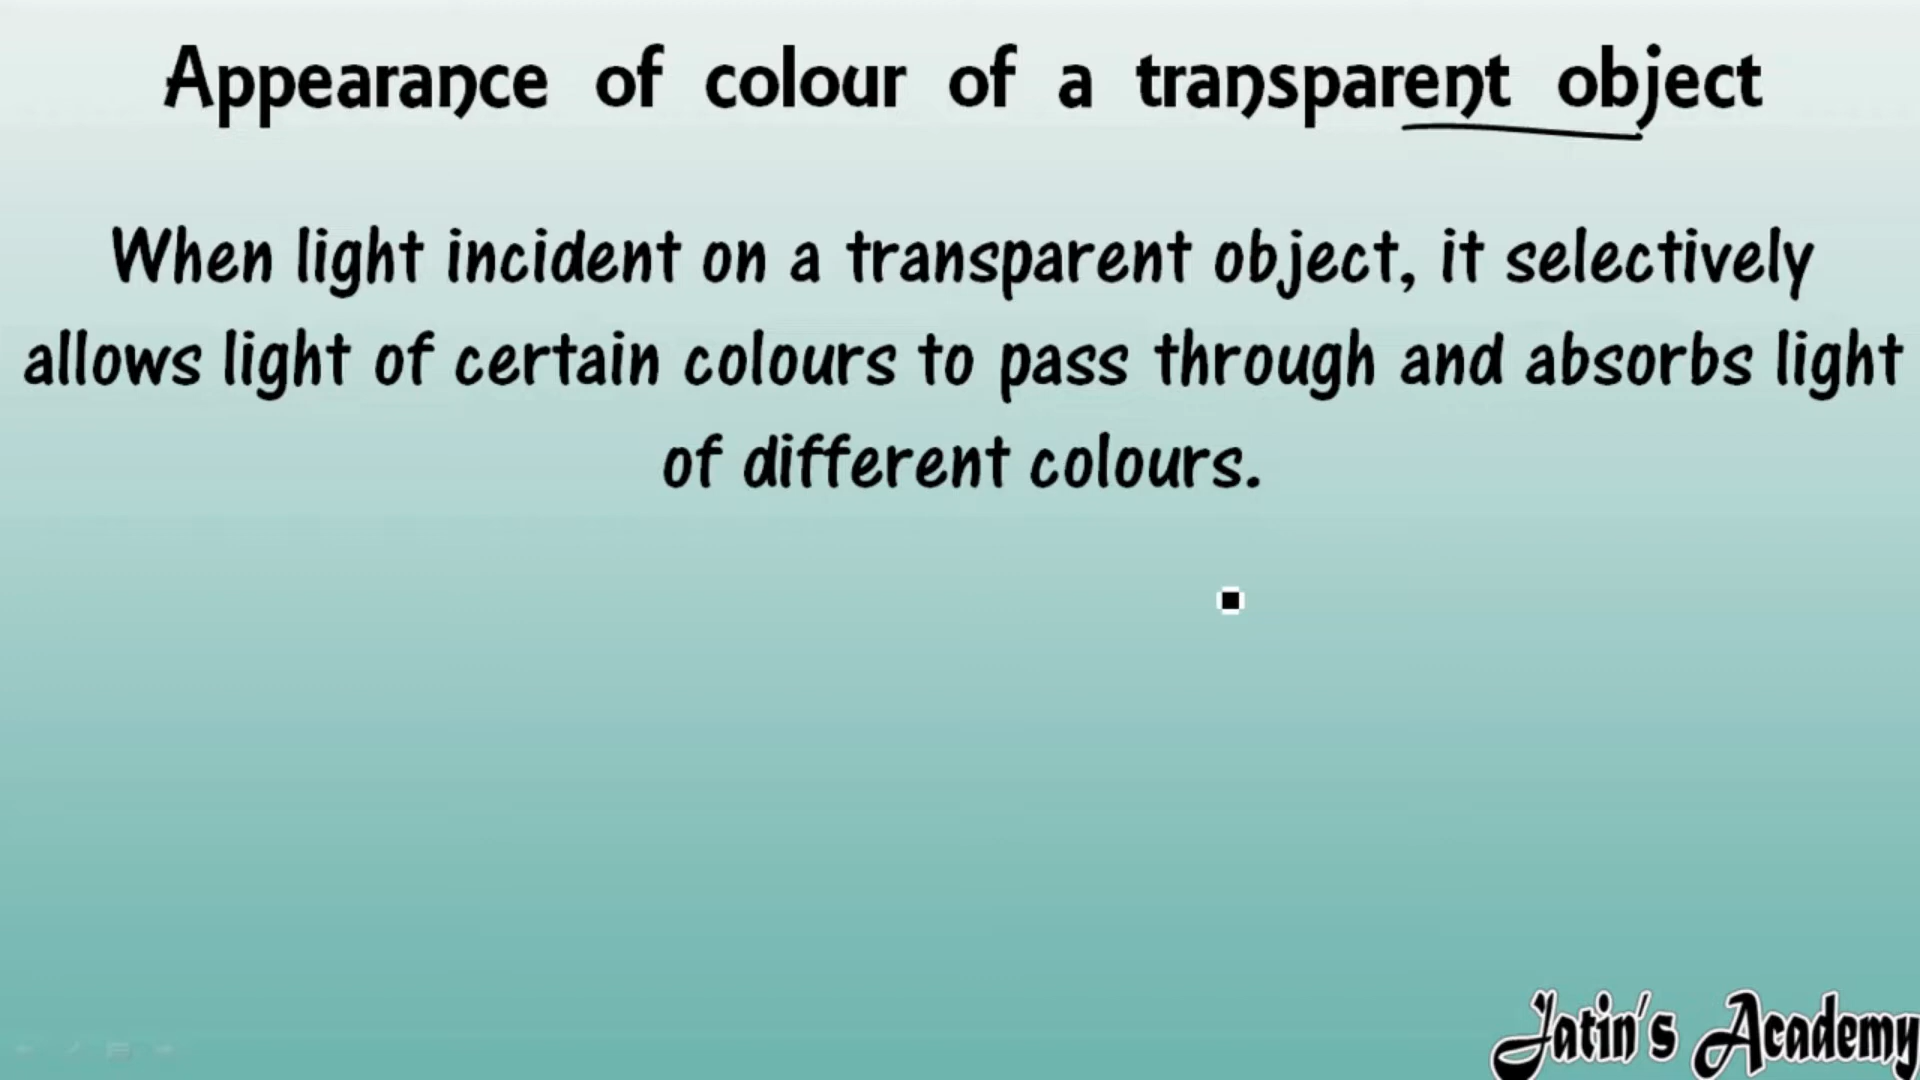 Appearance of colour of a transparent object
When light incident on a transparent object, it selectively
allows light of certain colours to pass through and absorbs light
of different colours.
Jatin's Academy